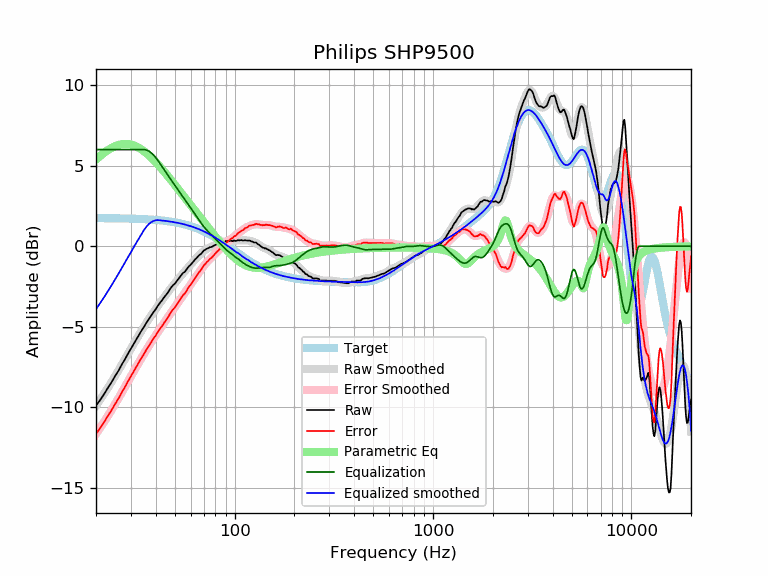 Philips SHP9500
Amplitude (dBr)
10
5
0
−5
−10
−15
Target
Raw Smoothed
Error Smoothed
Raw
Error
Parametric Eq
Equalization
Equalized smoothed
100
1000
10000
Frequency (Hz)